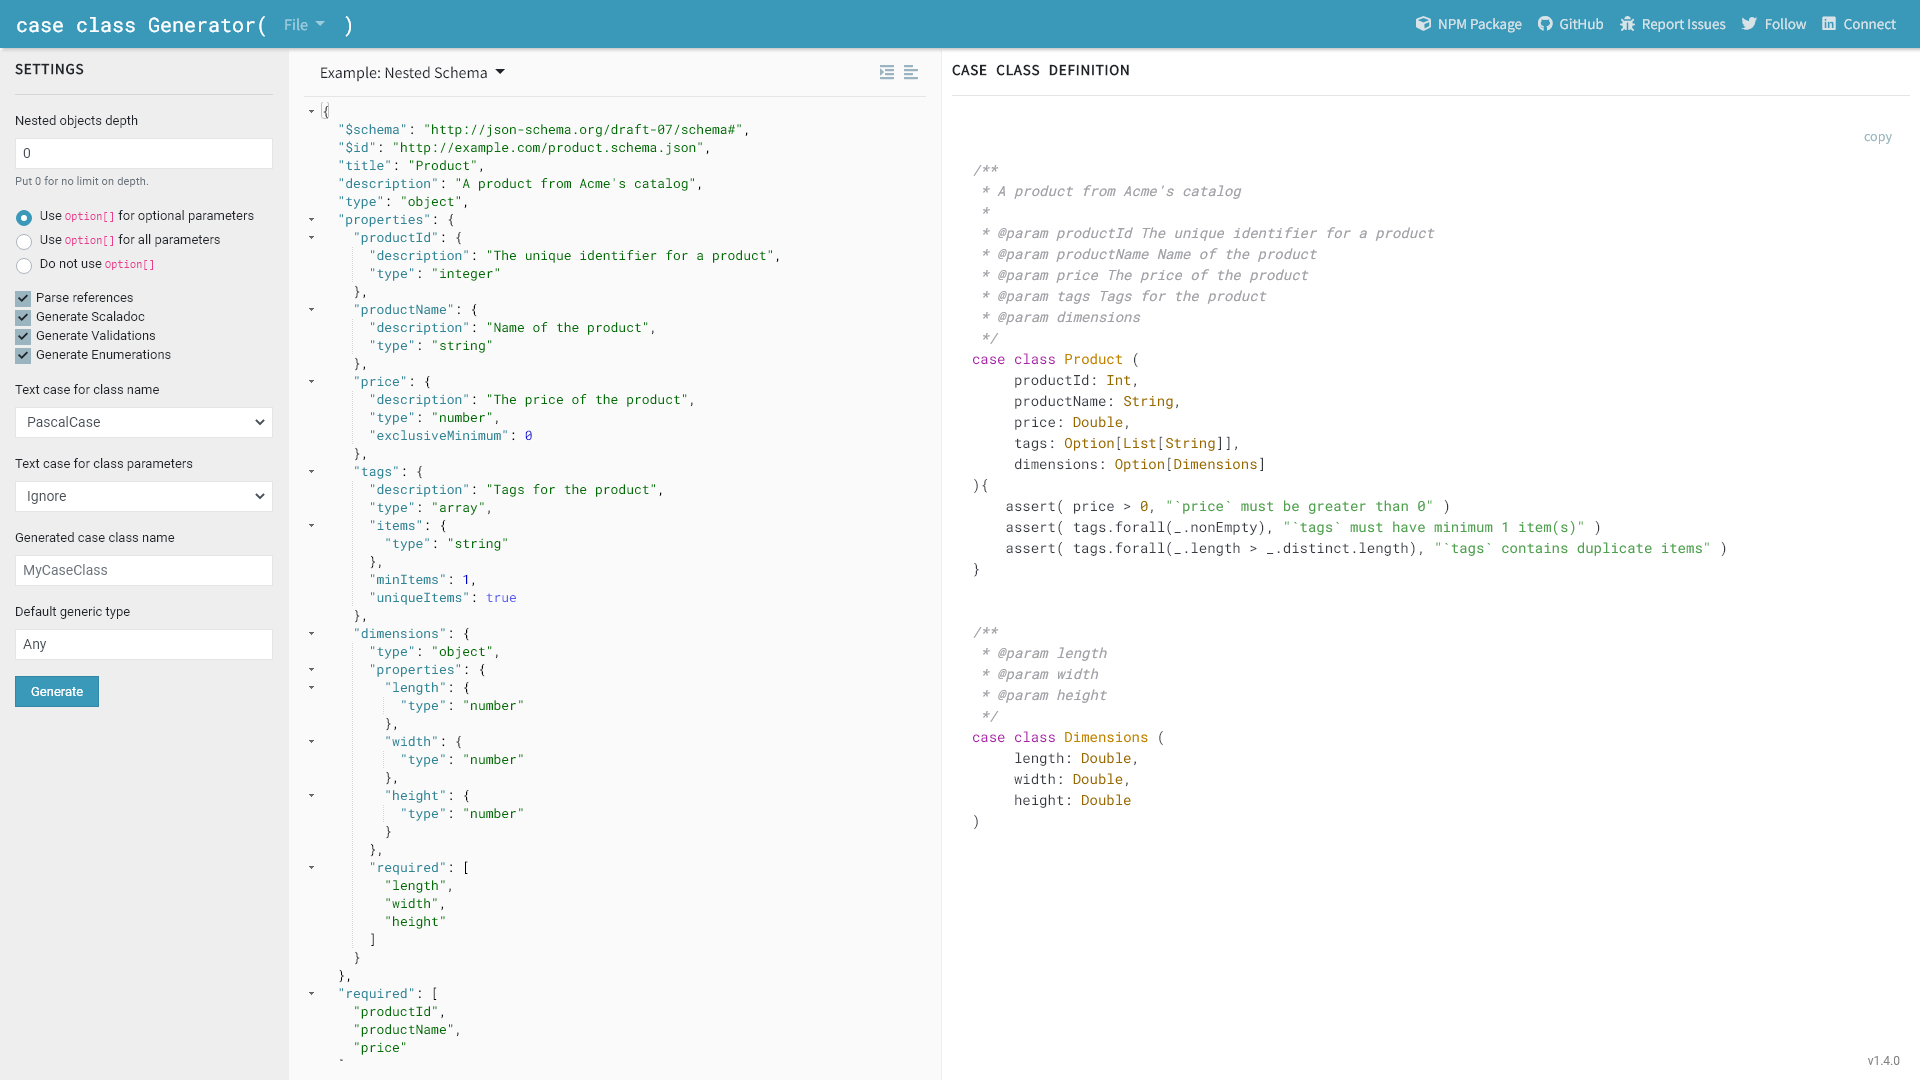 case class Generator( File )
NPM Package GitHub Report Issues Follow Connect
SETTINGS
Nested objects depth
0
Put 0 for no limit on depth.
Use Option[] for optional parameters
Use Option[] for all parameters
Do not use Option[]
Parse references
Generate Scaladoc
Generate Validations
Generate Enumerations
Text case for class name
PascalCase
Text case for class parameters
Ignore
Generated case class name
MyCaseClass
Default generic type
Any
Generate
Example: Nested Schema
{
"$schema": "http://json-schema.org/draft-07/schema#",
"$id": "http://example.com/product.schema.json",
"title": "Product",
"description": "A product from Acme's catalog",
"type": "object",
"properties": {
"productId": {
"description": "The unique identifier for a product",
"type": "integer"
},
"productName": {
"description": "Name of the product",
"type": "string"
},
"price": {
"description": "The price of the product",
"type": "number",
"exclusiveMinimum": 0
},
"tags": {
"description": "Tags for the product",
"type": "array",
"items": {
"type": "string"
},
"minItems": 1,
"uniqueItems": true
},
"dimensions": {
"type": "object",
"properties": {
"length": {
"type": "number"
},
"width": {
"type": "number"
},
"height": {
"type": "number"
}
},
"required": [
"length",
"width",
"height"
]
}
},
"required": [
"productId",
"productName",
"price"
CASE CLASS DEFINITION
copy
/**
* A product from Acme's catalog
*
* @param productId The unique identifier for a product
* @param productName Name of the product
* @param price The price of the product
* @param tags Tags for the product
* @param dimensions
*/
case class Product (
productId: Int,
productName: String,
price: Double,
tags: Option[List[String]],
dimensions: Option[Dimensions]
){
assert( price > 0, "`price` must be greater than 0" )
assert( tags.forall(_.nonEmpty), "`tags` must have minimum 1 item(s)" )
assert( tags.forall(_.length > _.distinct.length), "`tags` contains duplicate items" )
}
/**
* @param length
* @param width
* @param height
*/
case class Dimensions (
length: Double,
width: Double,
height: Double
)
v1.4.0